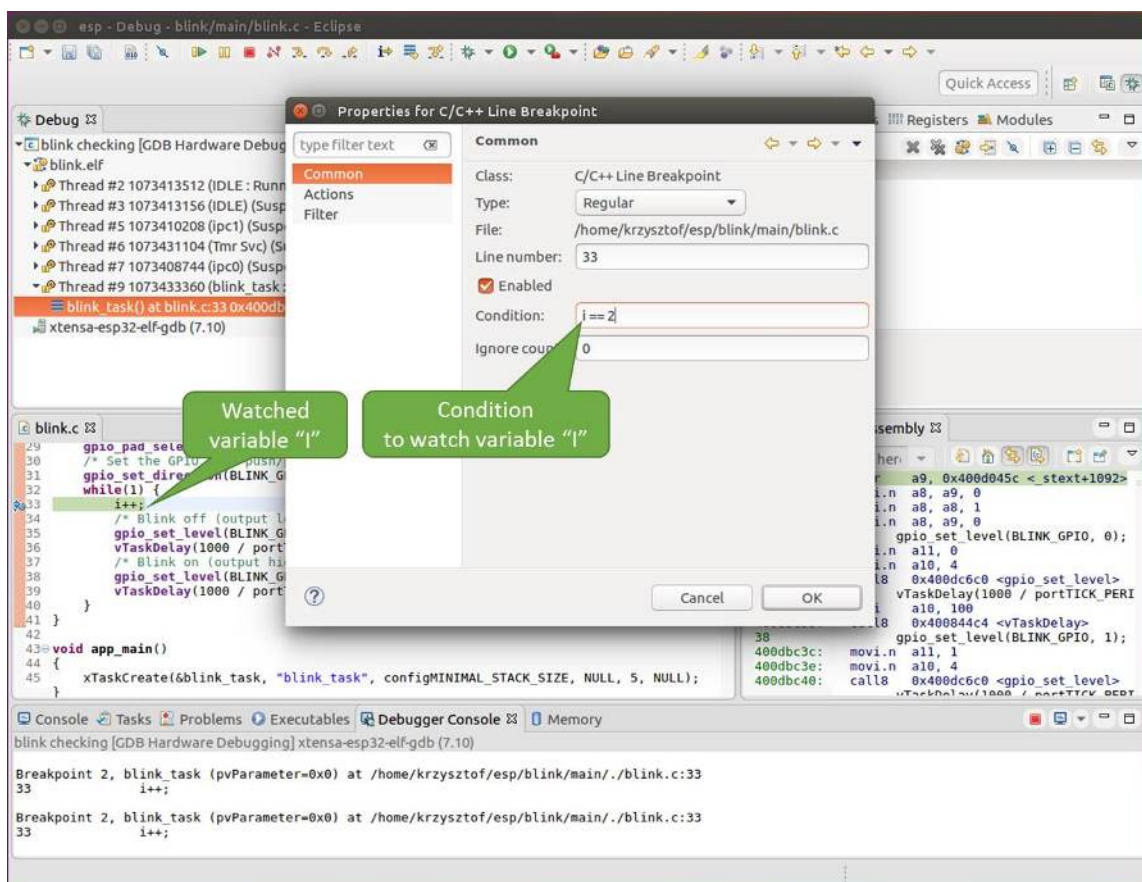 esp - Debug - blink/main/blink.c - Eclipse
Quick Access
Debug
Registers Modules
blink checking [GDB Hardware Debug
blink.elf
Thread #2 1073413512 (IDLE : Runn
Thread #3 1073413156 (IDLE) (Susp
Thread #5 1073410208 (ipc1) (Susp
Thread #6 1073431104 (Tmr Svc) (S
Thread #7 1073408744 (ipc0) (Susp
Thread #9 1073433360 (blink_task :
blink_task() at blink.c:33 0x400db
xtensa-esp32-elf-gdb (7.10)
Properties for C/C++ Line Breakpoint
type filter text
Common
Actions
Filter
Common
Class: C/C++ Line Breakpoint
Type: Regular
File: /home/krzysztof/esp/blink/main/blink.c
Line number: 33
Enabled
Condition: i == 2
Ignore coun 0
Cancel OK
Watched
variable “I”
Condition
to watch variable “I”
blink.c
29 gpio_pad_sele
30 /* Set the GPIO push/
31 gpio_set_dire n(BLINK_G
32 while(1) {
33 i++;
34 /* Blink off (output l
35 gpio_set_level(BLINK_G
36 vTaskDelay(1000 / port
37 /* Blink on (output hi
38 gpio_set_level(BLINK_G
39 vTaskDelay(1000 / port
40 }
41 }
42
43 void app_main()
44 {
45 xTaskCreate(&blink_task, "blink_task", configMINIMAL_STACK_SIZE, NULL, 5, NULL);
}
sembly
her
r a9, 0x400d045c <_stext+1092>
i.n a8, a9, 0
i.n a8, a8, 1
i.n a8, a9, 0
gpio_set_level(BLINK_GPIO, 0);
i.n a11, 0
i.n a10, 4
l8 0x400dc6c0 <gpio_set_level>
vTaskDelay(1000 / portTICK_PERI
i a10, 100
l8 0x400844c4 <vTaskDelay>
38 gpio_set_level(BLINK_GPIO, 1);
400dbc3c: movi.n a11, 1
400dbc3e: movi.n a10, 4
400dbc40: call8 0x400dc6c0 <gpio_set_level>
vTaskDelay(1000 / portTICK_PERI
Console Tasks Problems Executables Debugger Console Memory
blink checking [GDB Hardware Debugging] xtensa-esp32-elf-gdb (7.10)
Breakpoint 2, blink_task (pvParameter=0x0) at /home/krzysztof/esp/blink/main/./blink.c:33
33 i++;
Breakpoint 2, blink_task (pvParameter=0x0) at /home/krzysztof/esp/blink/main/./blink.c:33
33 i++;